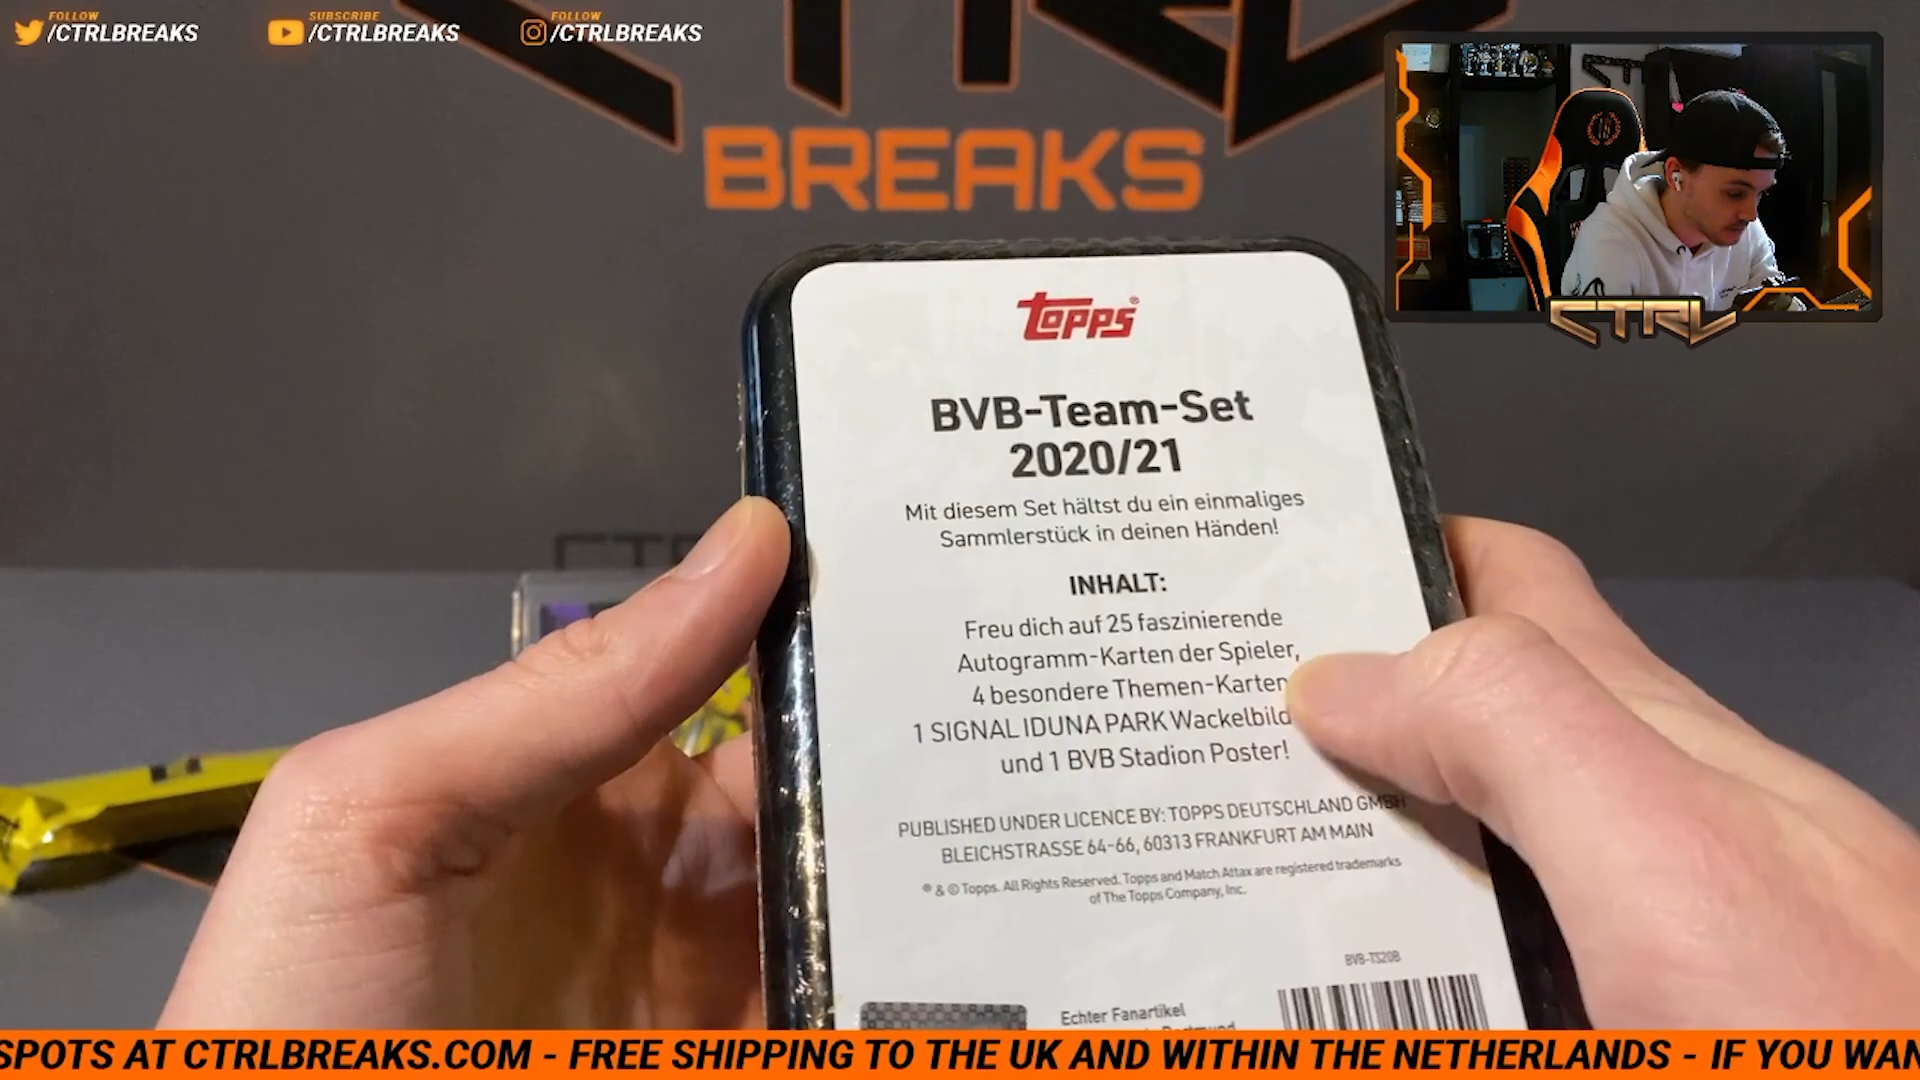 FOLLOW
/CTRLBREAKS
SUBSCRIBE
/CTRLBREAKS
FOLLOW
/CTRLBREAKS
BREAKS
CTRL
TOPPS®
BVB-Team-Set
2020/21
Mit diesem Set hältst du ein einmaliges
Sammlerstück in deinen Händen!
INHALT:
Freu dich auf 25 faszinierende
Autogramm-Karten der Spieler,
4 besondere Themen-Karten
1 SIGNAL IDUNA PARK Wackelbild
und 1 BVB Stadion Poster!
PUBLISHED UNDER LICENCE BY: TOPPS DEUTSCHLAND GMBH
BLEICHSTRASSE 64-66, 60313 FRANKFURT AM MAIN
® & © Topps. All Rights Reserved. Topps and Match Attax are registered trademarks
of The Topps Company, Inc.
BVB-TS20B
Echter Fanartikel
SPOTS AT CTRLBREAKS.COM - FREE SHIPPING TO THE UK AND WITHIN THE NETHERLANDS - IF YOU WAN